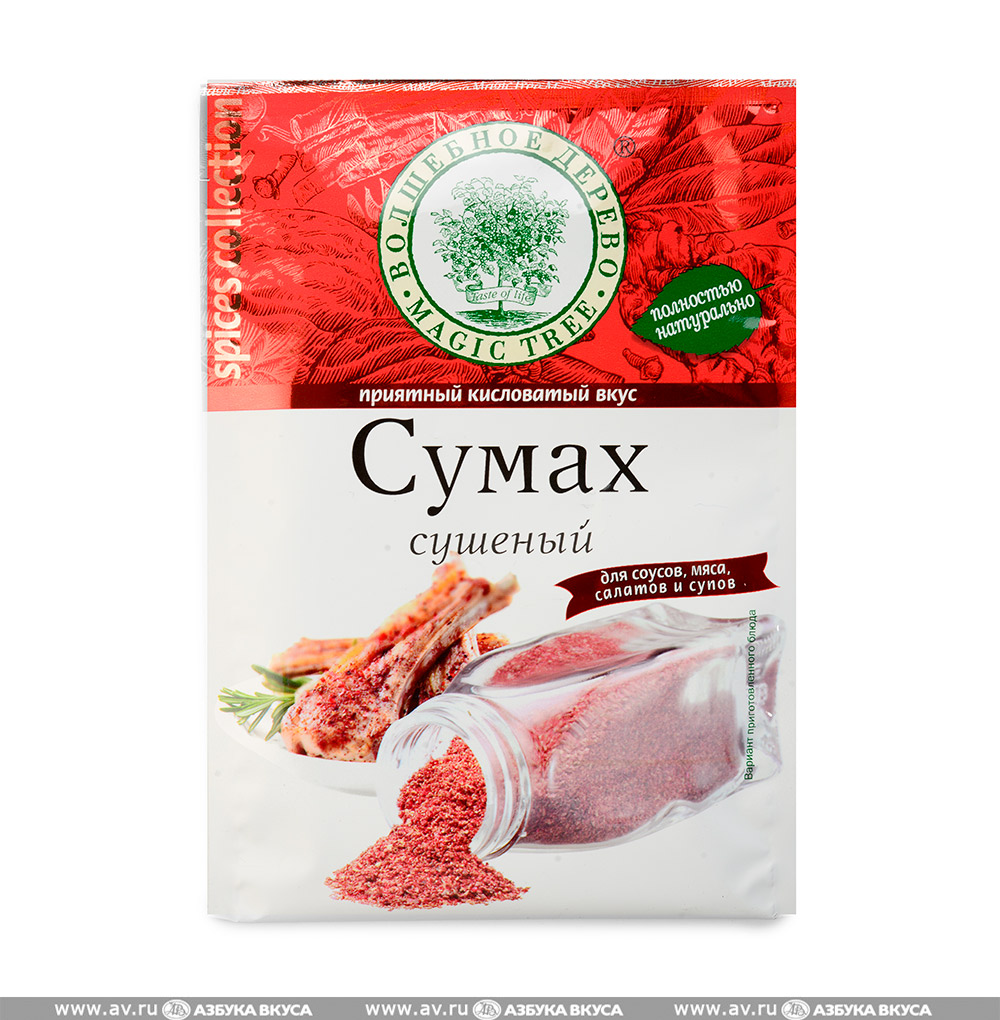 spices collection
ВОЛШЕБНОЕ ДЕРЕВО
®
Taste of life
MAGIC TREE
полностью
натурально
приятный кисловатый вкус
Сумах
сушеный
для соусов, мяса,
салатов и супов
Вариант приготовленного блюда
www.av.ru АЗБУКА ВКУСА www.av.ru АЗБУКА ВКУСА www.av.ru АЗБУКА ВКУСА